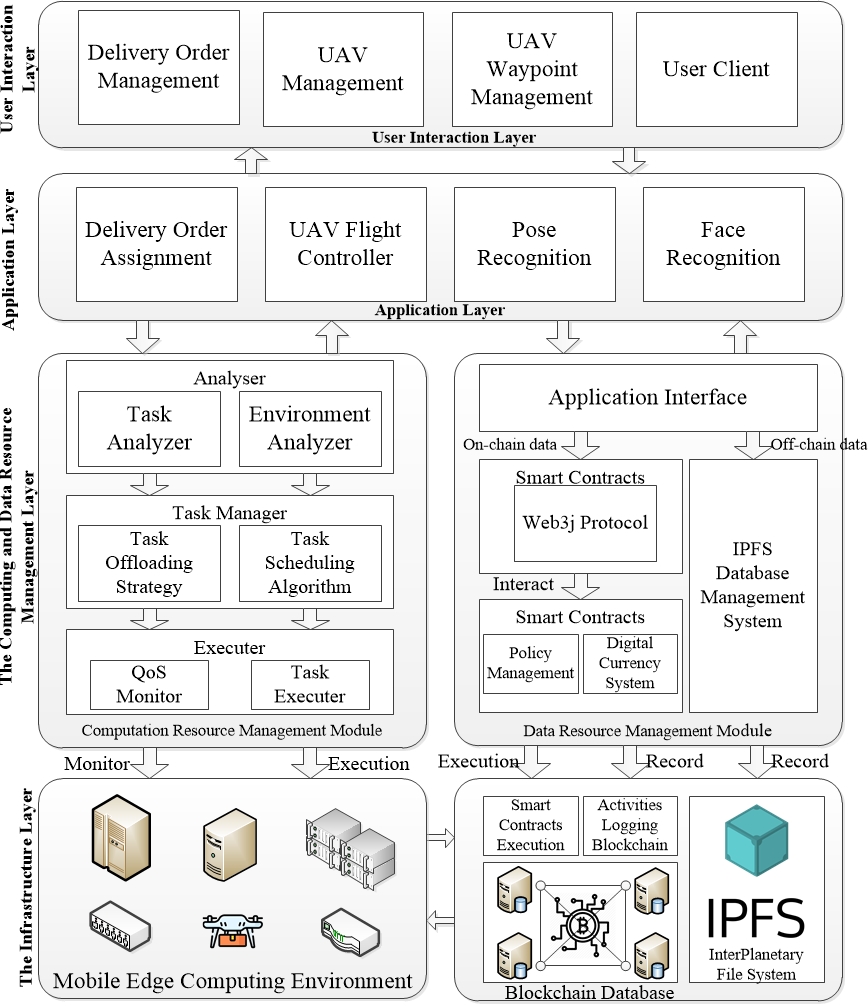 User Interaction
Layer
Delivery Order
Management
UAV
Management
UAV
Waypoint
Management
User Client
User Interaction Layer
Application Layer
Delivery Order
Assignment
UAV Flight
Controller
Pose
Recognition
Face
Recognition
Application Layer
The Computing and Data Resource
Management Layer
Analyser
Task
Analyzer
Environment
Analyzer
Task Manager
Task
Offloading
Strategy
Task
Scheduling
Algorithm
Executer
QoS
Monitor
Task
Executer
Computation Resource Management Module
Application Interface
On-chain data
Off-chain data
Smart Contracts
Web3j Protocol
Interact
Smart Contracts
Policy
Management
Digital
Currency
System
IPFS
Database
Management
System
Data Resource Management Module
Monitor
Execution
Execution
Record
Record
The Infrastructure Layer
Mobile Edge Computing Environment
Smart
Contracts
Execution
Activities
Logging
Blockchain
Blockchain Database
IPFS
InterPlanetary
File System